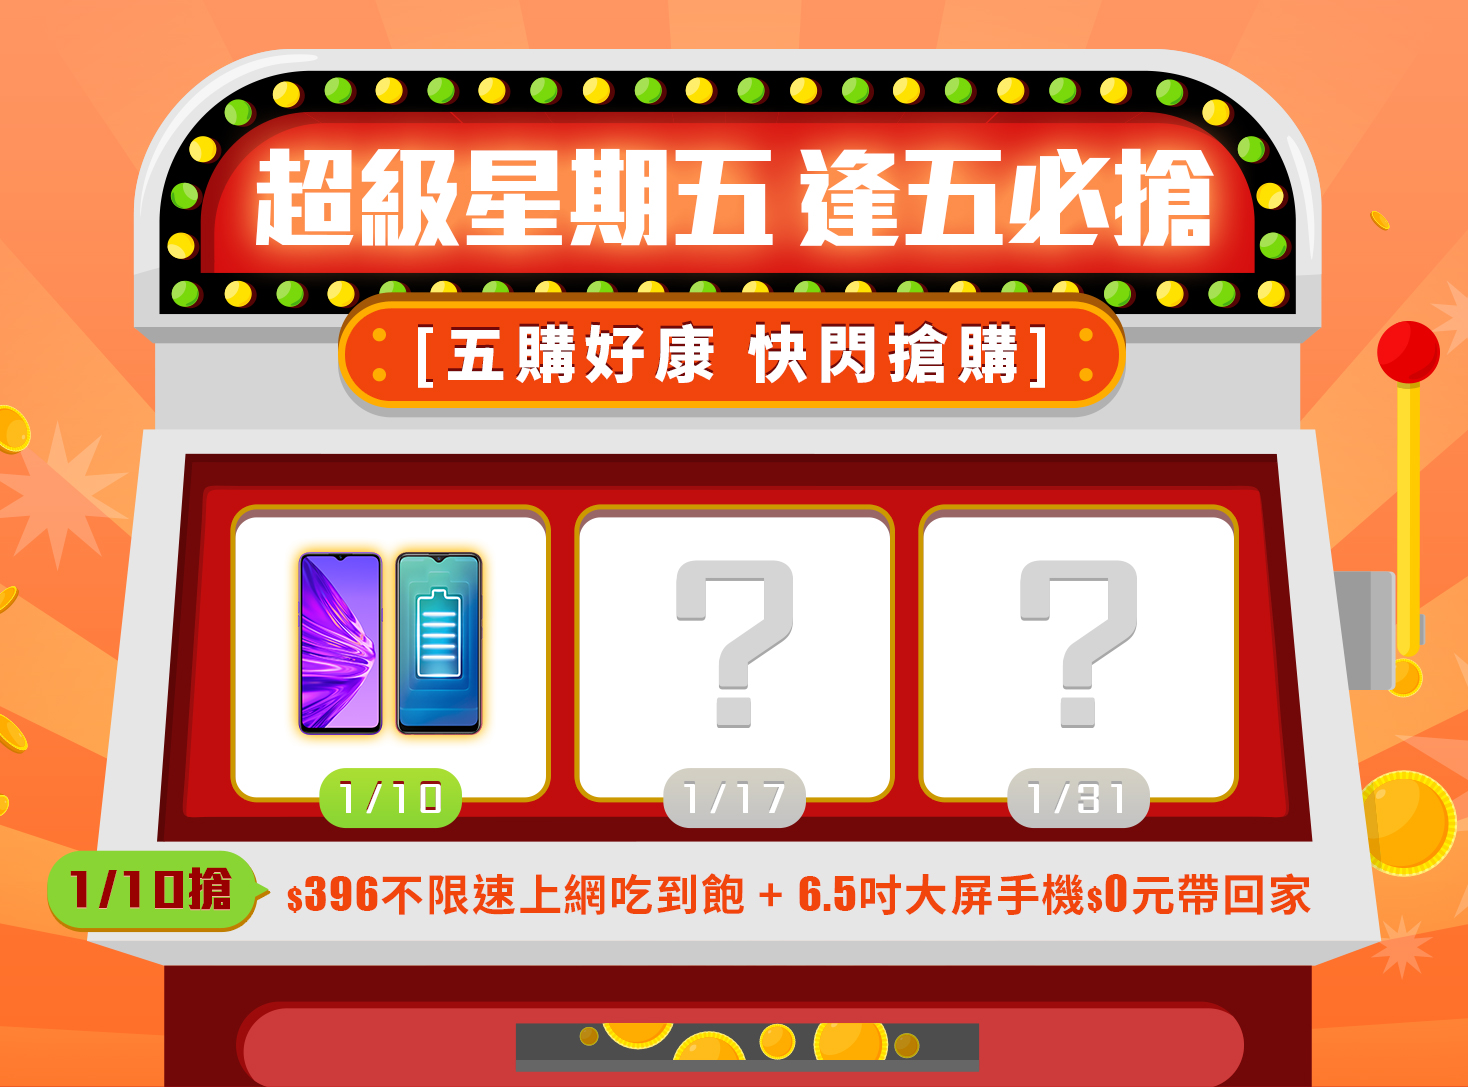 超級星期五 逢五必搶
[五購好康 快閃搶購]
1/10
1/17
1/31
1/10搶
$396不限速上網吃到飽 + 6.5吋大屏手機$0元帶回家